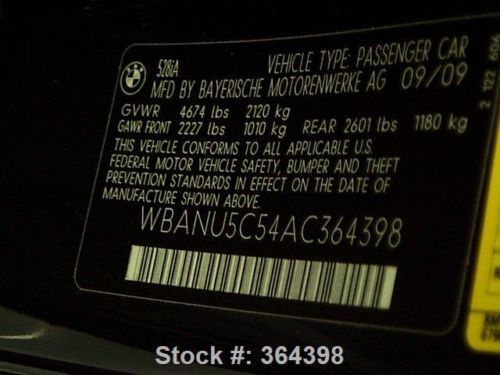 BMW
528iA
VEHICLE TYPE: PASSENGER CAR
MFD BY BAYERISCHE MOTORENWERKE AG 09/09
GVWR 4674 lbs 2120 kg
GAWR FRONT 2227 lbs 1010 kg REAR 2601 lbs 1180 kg
THIS VEHICLE CONFORMS TO ALL APPLICABLE U.S.
FEDERAL MOTOR VEHICLE SAFETY, BUMPER AND THEFT
PREVENTION STANDARDS IN EFFECT ON THE DATE OF
MANUFACTURE SHOWN ABOVE.
WBANU5C54AC364398
Stock #: 364398